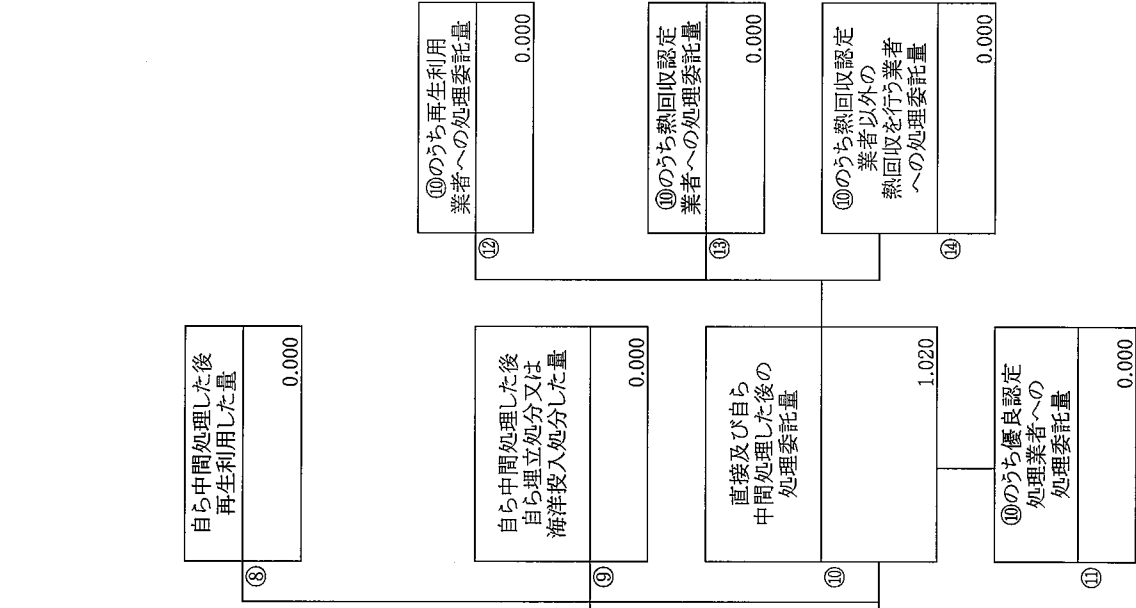 ⑧
自ら中間処理した後
再生利用した量
0.000
⑨
自ら中間処理した後
自ら埋立処分又は
海洋投入処分した量
0.000
⑩
直接及び自ら
中間処理した後の
処理委託量
1.020
⑪
⑩のうち優良認定
処理業者への
処理委託量
0.000
⑫
⑩のうち再生利用
業者への処理委託量
0.000
⑬
⑩のうち熱回収認定
業者への処理委託量
0.000
⑭
⑩のうち熱回収認定
業者以外の
熱回収を行う業者
への処理委託量
0.000